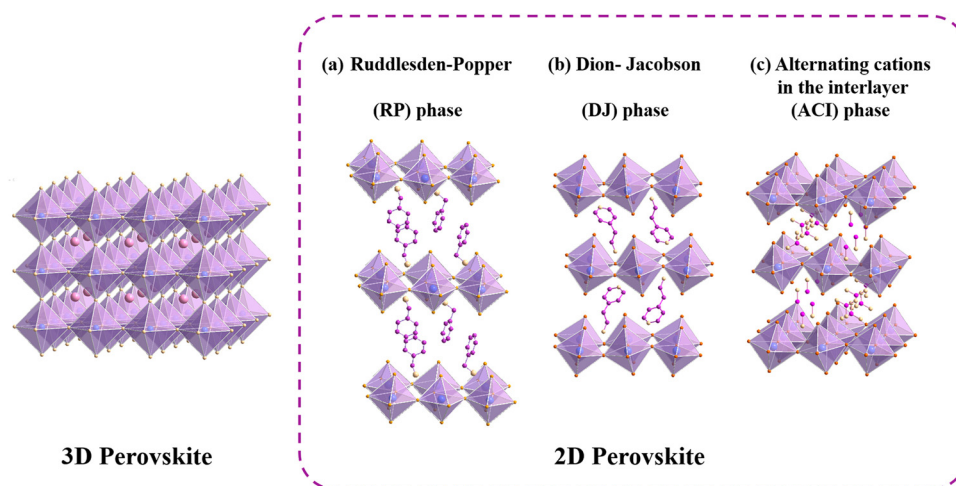 (a) Ruddlesden-Popper
(RP) phase
(b) Dion- Jacobson
(DJ) phase
(c) Alternating cations
in the interlayer
(ACI) phase
3D Perovskite
2D Perovskite